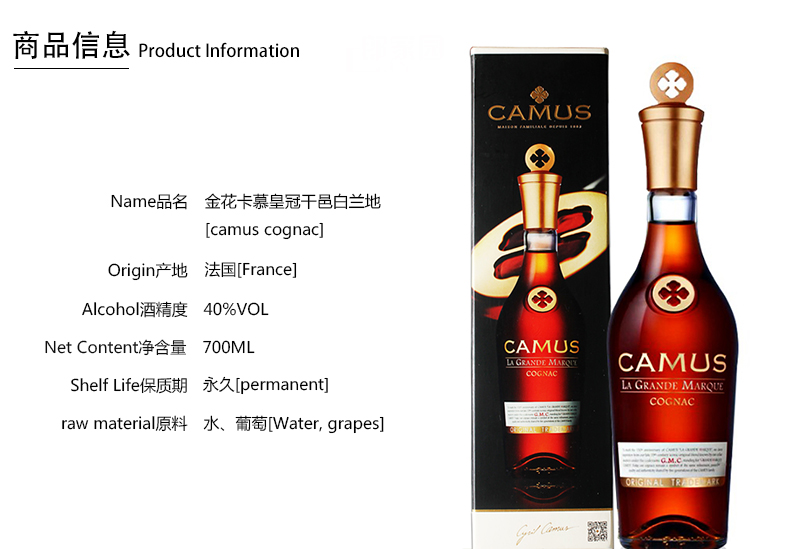 商品信息 Product Information
Name品名 金花卡慕皇冠干邑白兰地
[camus cognac]
Origin产地 法国[France]
Alcohol酒精度 40%VOL
Net Content净含量 700ML
Shelf Life保质期 永久[permanent]
raw material原料 水、葡萄[Water, grapes]
CAMUS
MAISON FAMILIALE DEPUIS 1863
CAMUS
LA GRANDE MARQUE
COGNAC
G.M.C
ORIGINAL TRADEMARK
Cyril Camus
CAMUS
LA GRANDE MARQUE
COGNAC
G.M.C
ORIGINAL TRADEMARK